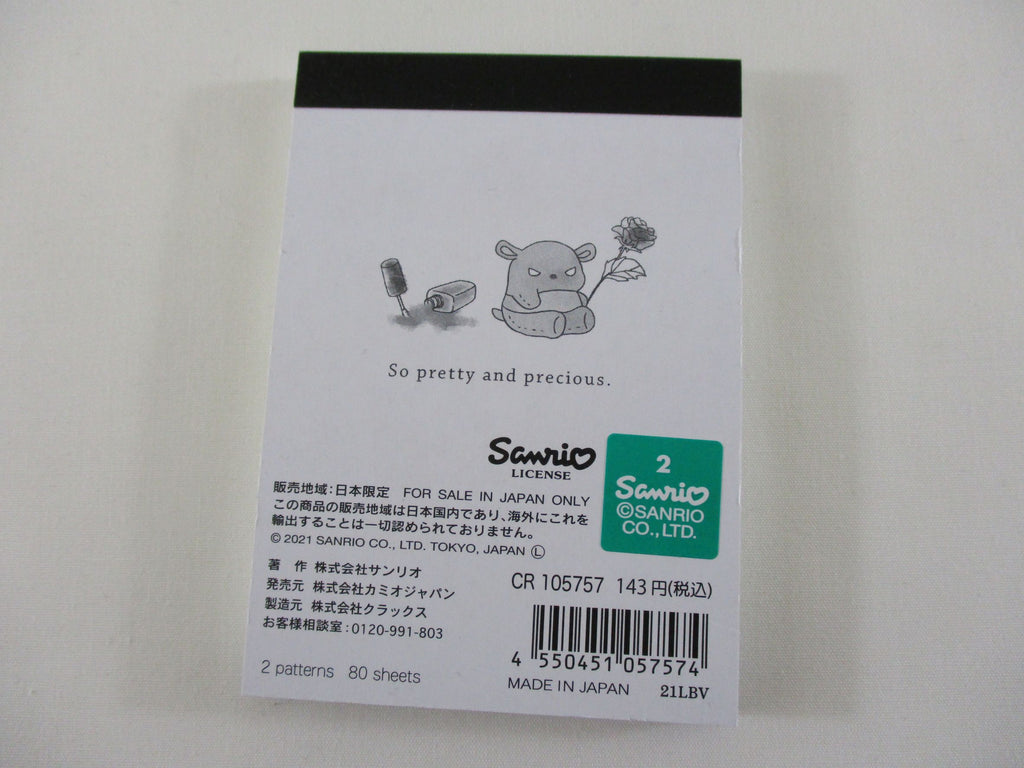 So pretty and precious.
Sanrio
LICENSE
2
Sanrio
©SANRIO
CO., LTD.
販売地域:日本限定 FOR SALE IN JAPAN ONLY
この商品の販売地域は日本国内であり、海外にこれを
輸出することは一切認められておりません。
© 2021 SANRIO CO., LTD. TOKYO, JAPAN Ⓛ
著 作 株式会社サンリオ
発売元 株式会社カミオジャパン
製造元 株式会社クラックス
お客様相談室:0120-991-803
2 patterns 80 sheets
CR 105757 143円(税込)
4 550451 057574
MADE IN JAPAN 21LBV